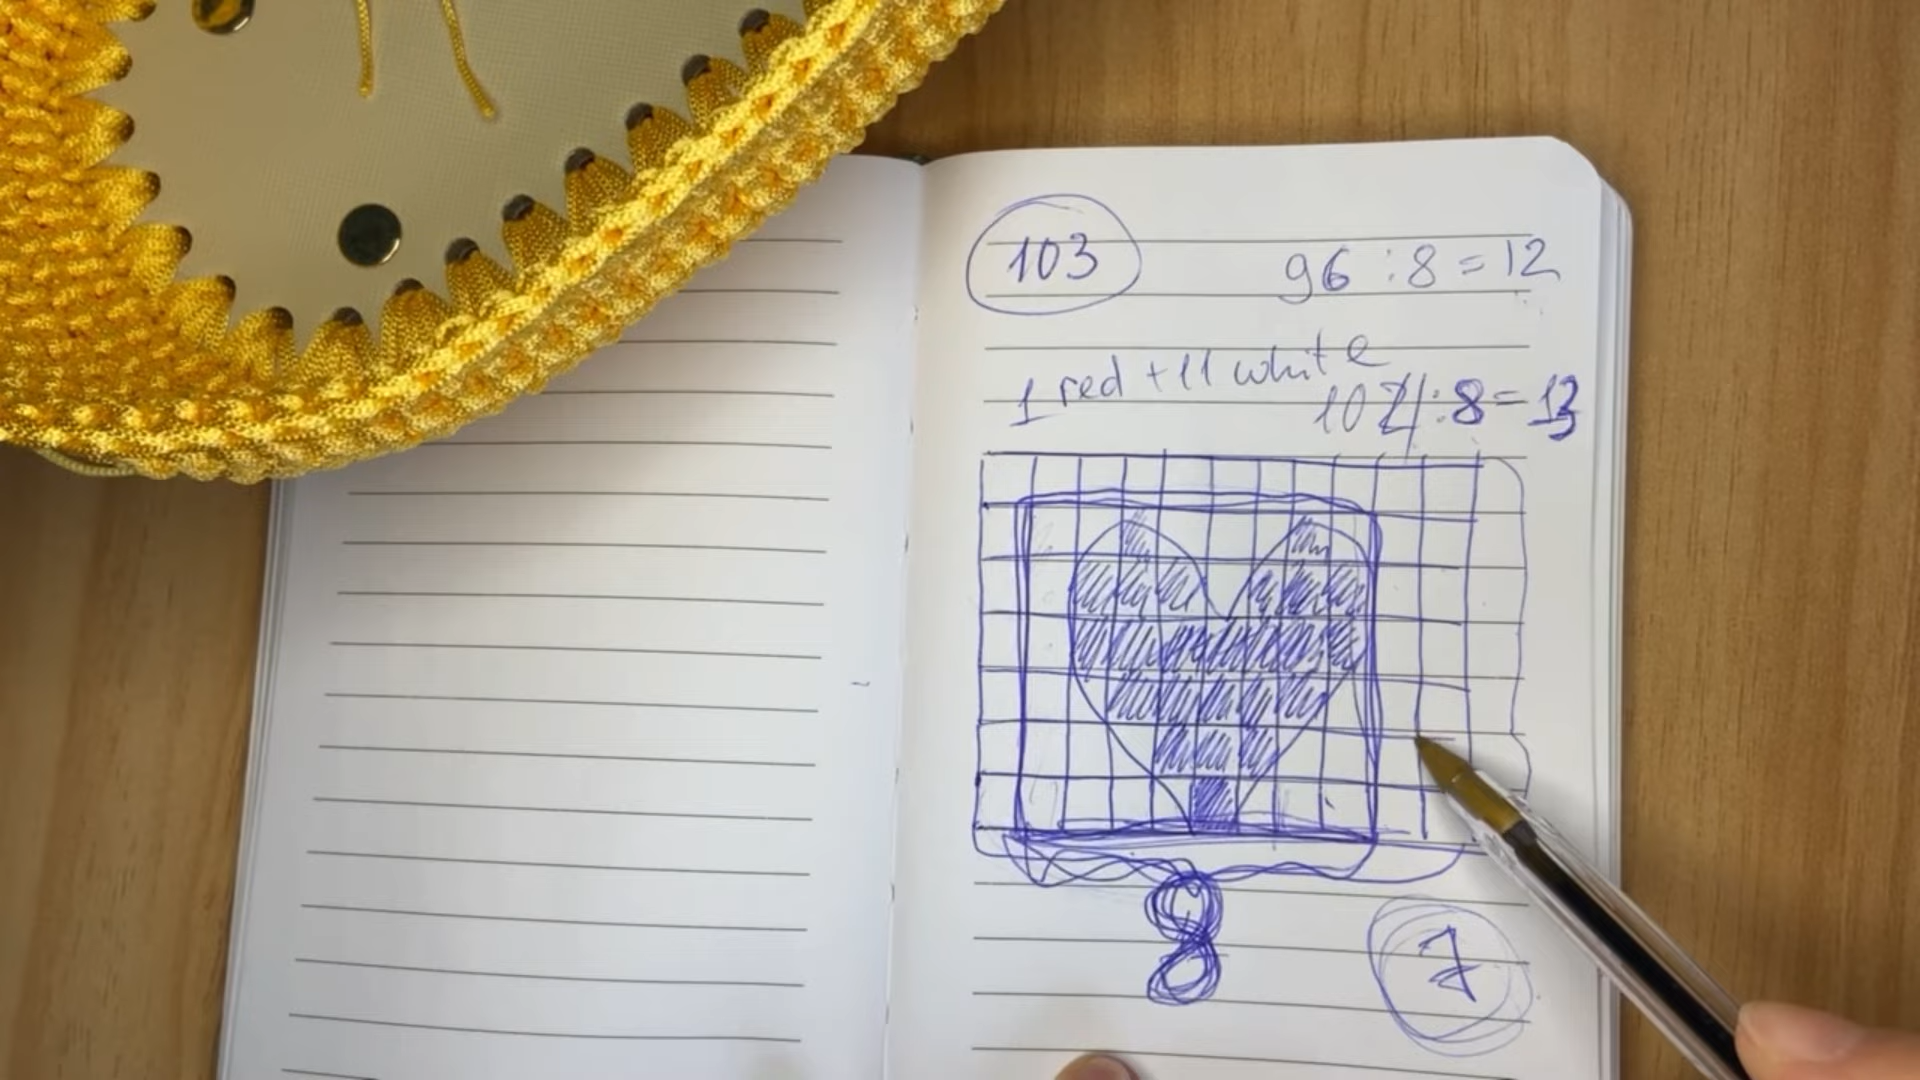 103
96 : 8 = 12
1 red + 11 white
104 : 8 = 13
8
7